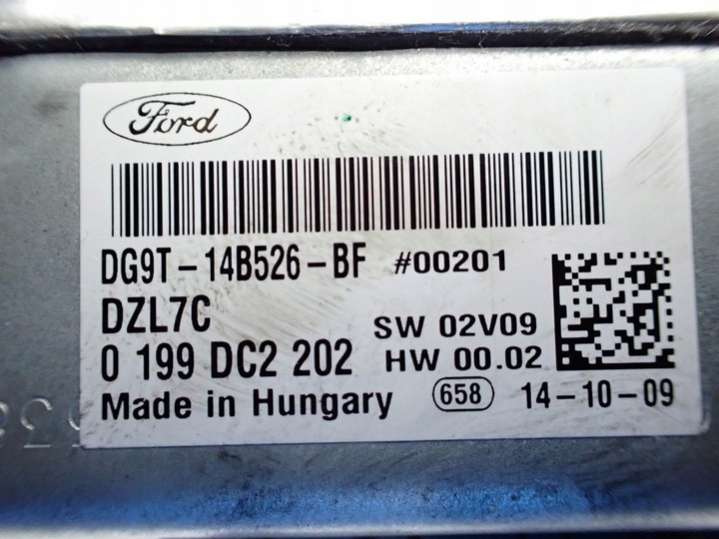 Ford
DG9T-14B526-BF #00201
DZL7C
SW 02V09
0 199 DC2 202
HW 00.02
Made in Hungary 658 14-10-09